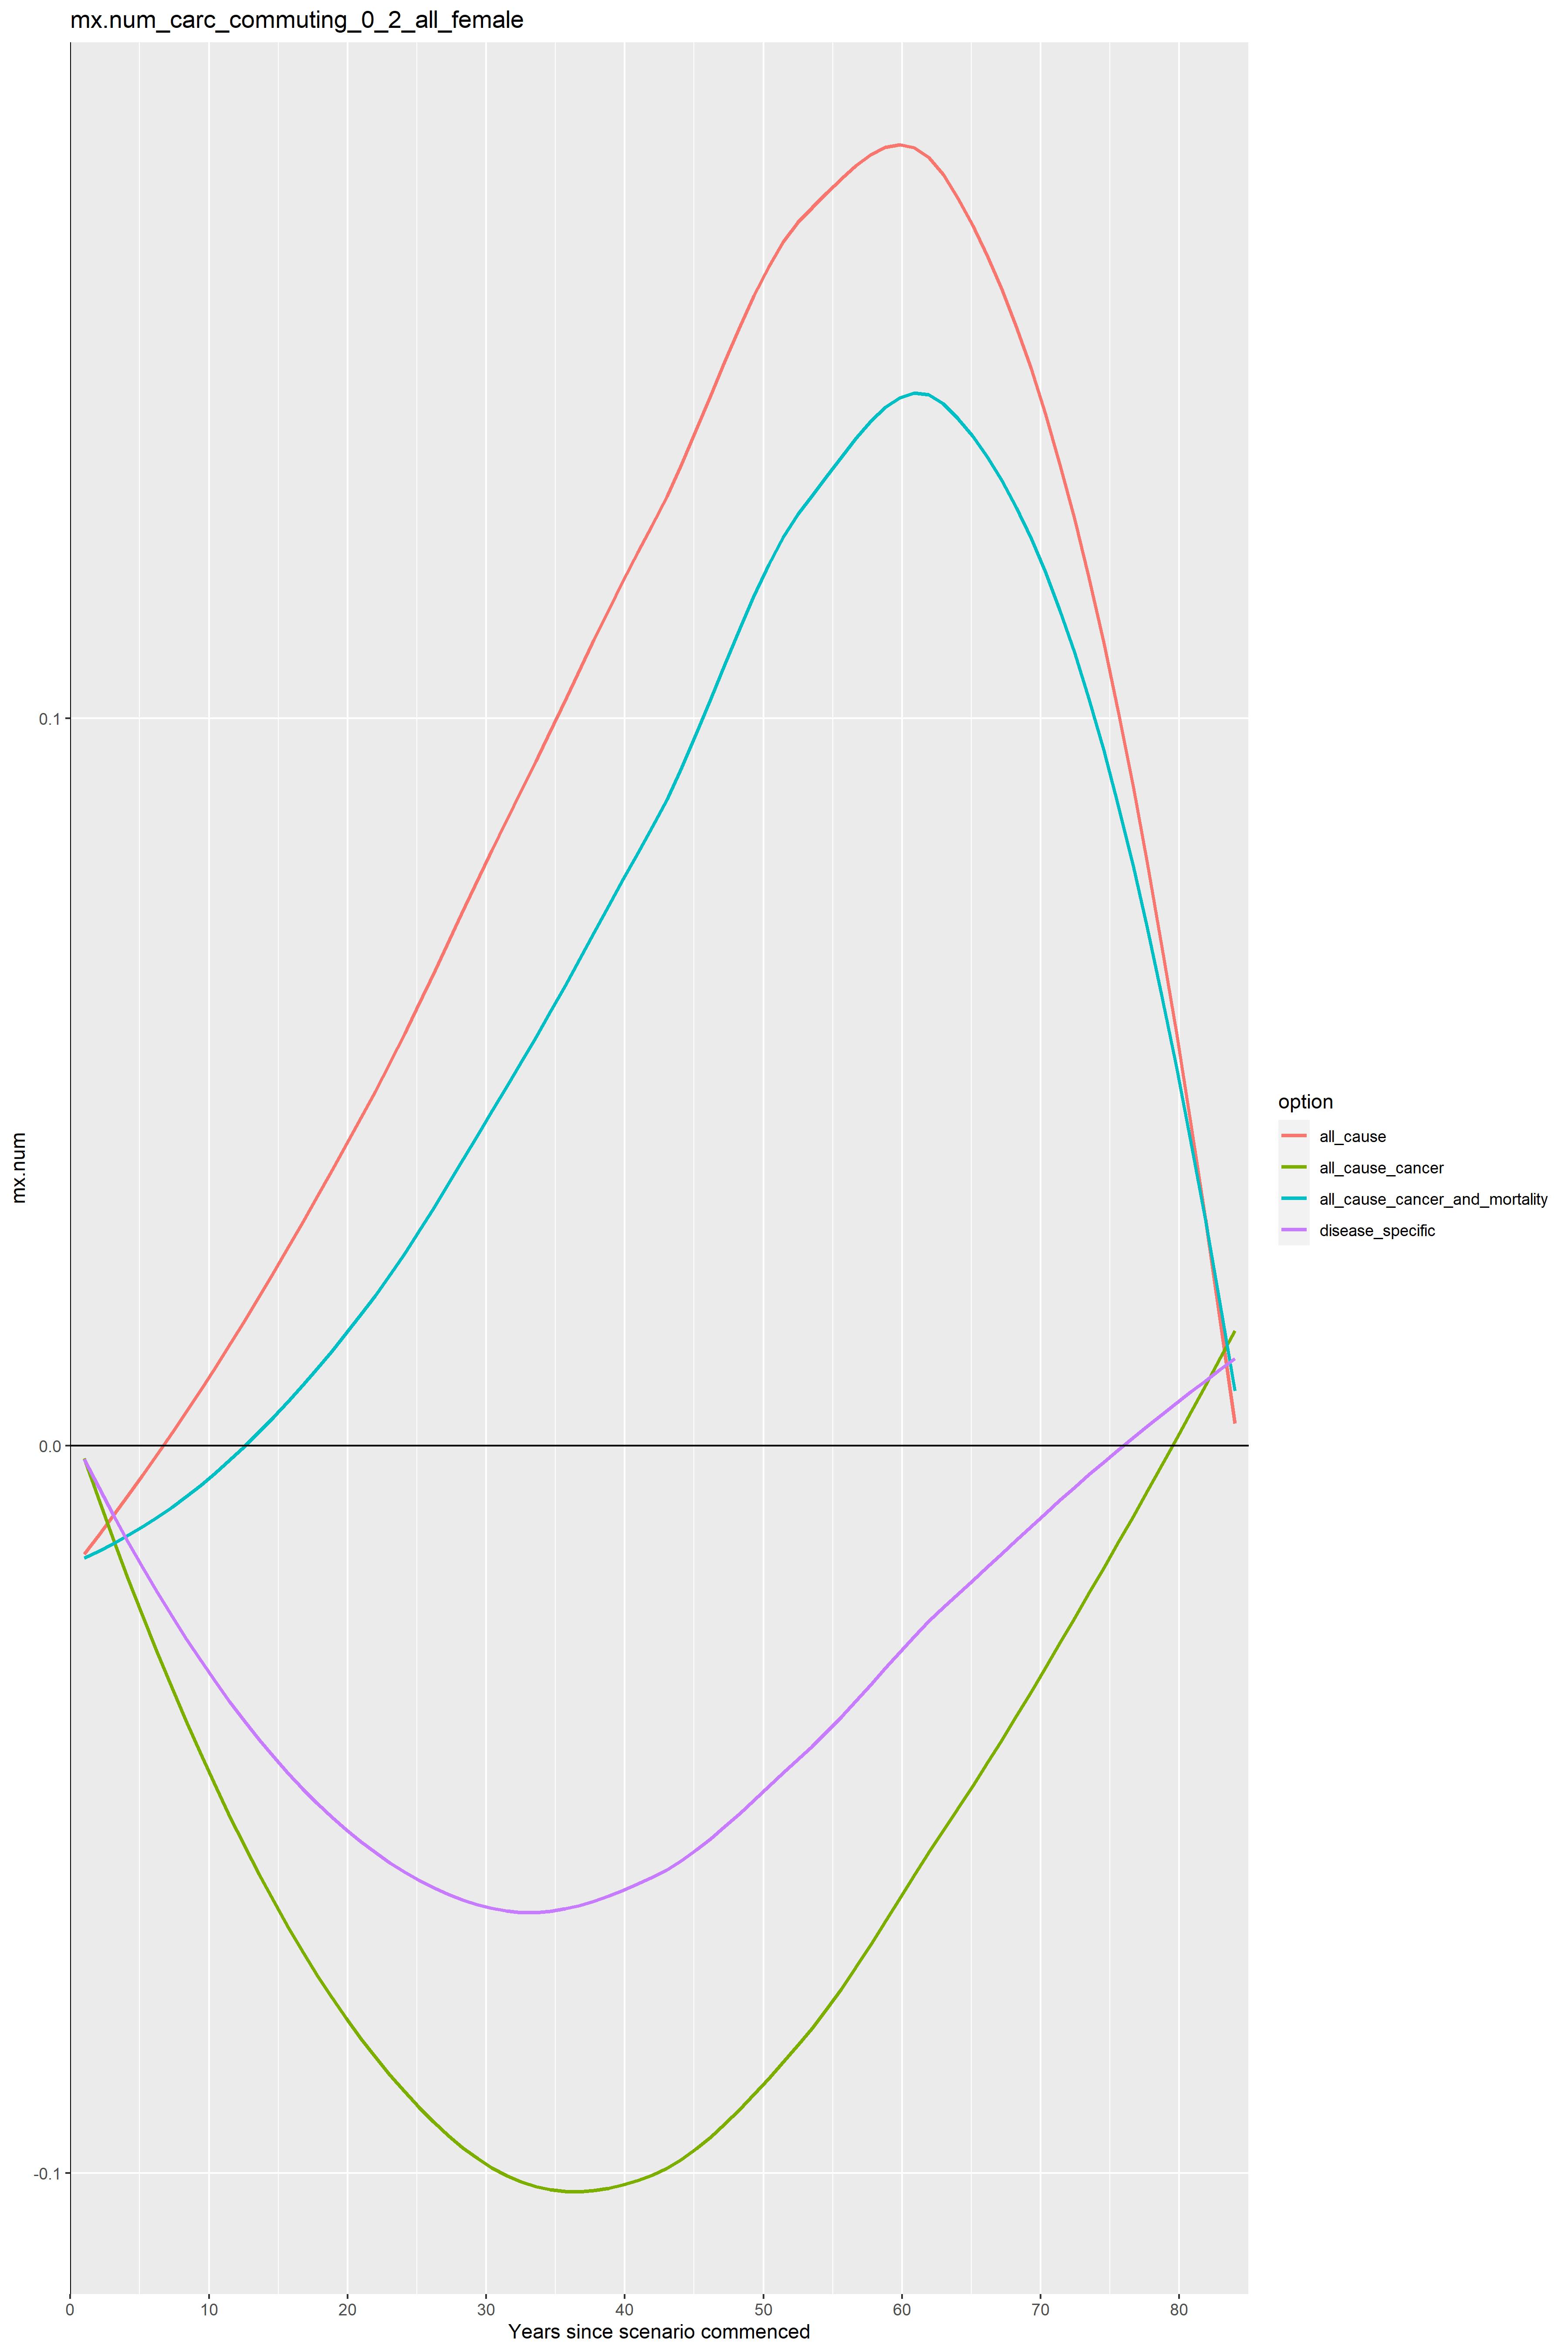 mx.num_carc_commuting_0_2_all_female
mx.num
0.1
0.0
-0.1
0 10 20 30 40 50 60 70 80
Years since scenario commenced
option
all_cause
all_cause_cancer
all_cause_cancer_and_mortality
disease_specific